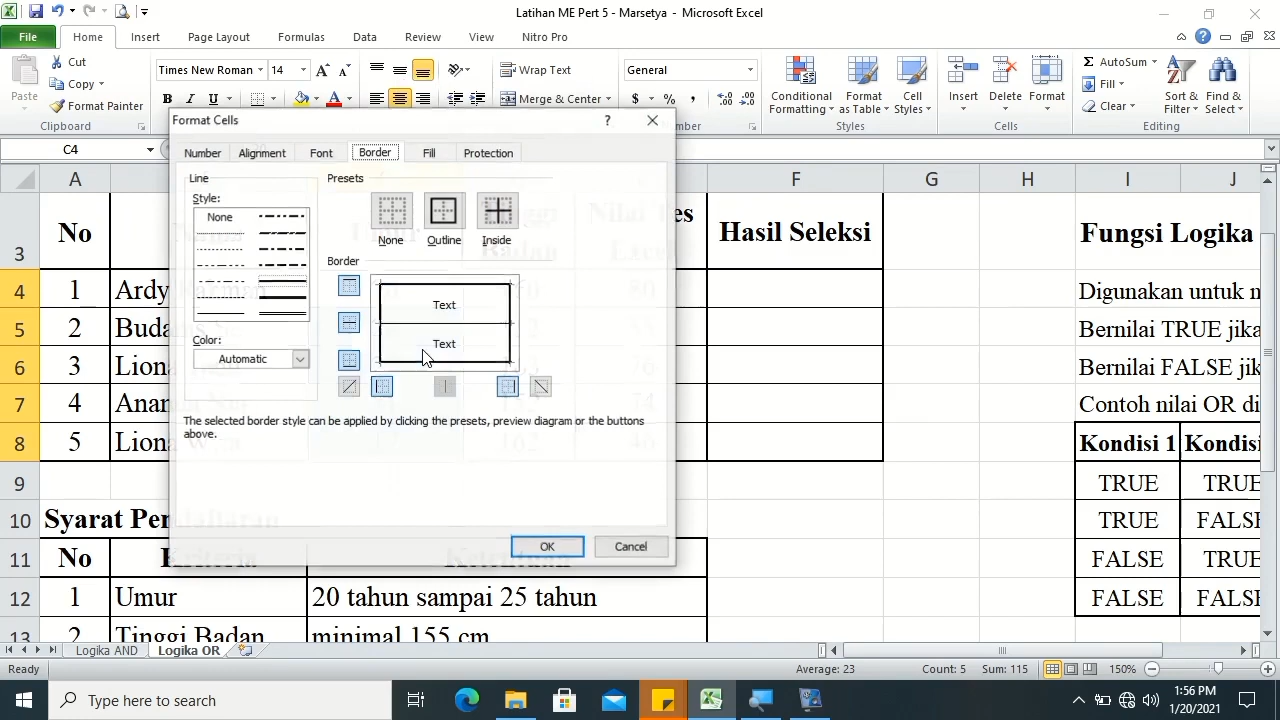 Latihan ME Pert 5 - Marsetya - Microsoft Excel
File Home Insert Page Layout Formulas Data Review View Nitro Pro
Paste
Cut
Copy
Format Painter
Clipboard
Times New Roman 14
B I U
Wrap Text
Merge & Center
General
$ % ,
Conditional Formatting
Format as Table
Cell Styles
Styles
Insert
Delete
Format
Cells
AutoSum
Fill
Clear
Sort & Filter
Find & Select
Editing
C4
Format Cells
Number Alignment Font Border Fill Protection
Line
Style:
None
Color:
Automatic
Presets
None Outline Inside
Border
Text
Text
The selected border style can be applied by clicking the presets, preview diagram or the buttons
above.
OK Cancel
A F G H I J
3 No Hasil Seleksi Fungsi Logika
4 1 Ardy 80 Digunakan untuk
5 2 Bernilai TRUE jika
6 3 Liona Bernilai FALSE jik
7 4 74 Contoh nilai OR di
8 5 Liona Kondisi 1 Kondisi
9 TRUE TRUE
10 Syarat Pendaftaran TRUE FALSE
11 No Kriteria FALSE TRUE
12 1 Umur 20 tahun sampai 25 tahun FALSE FALSE
13 2 Tinggi Badan minimal 155 cm
Logika AND Logika OR
Ready Average: 23 Count: 5 Sum: 115 150%
Type here to search
1:56 PM
1/20/2021